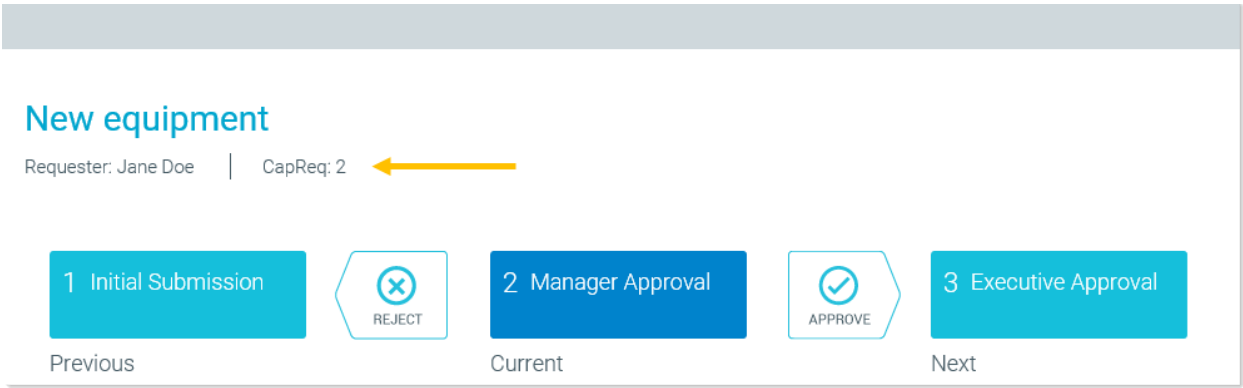 New equipment
Requester: Jane Doe | CapReq: 2
1 Initial Submission
REJECT
2 Manager Approval
APPROVE
3 Executive Approval
Previous
Current
Next